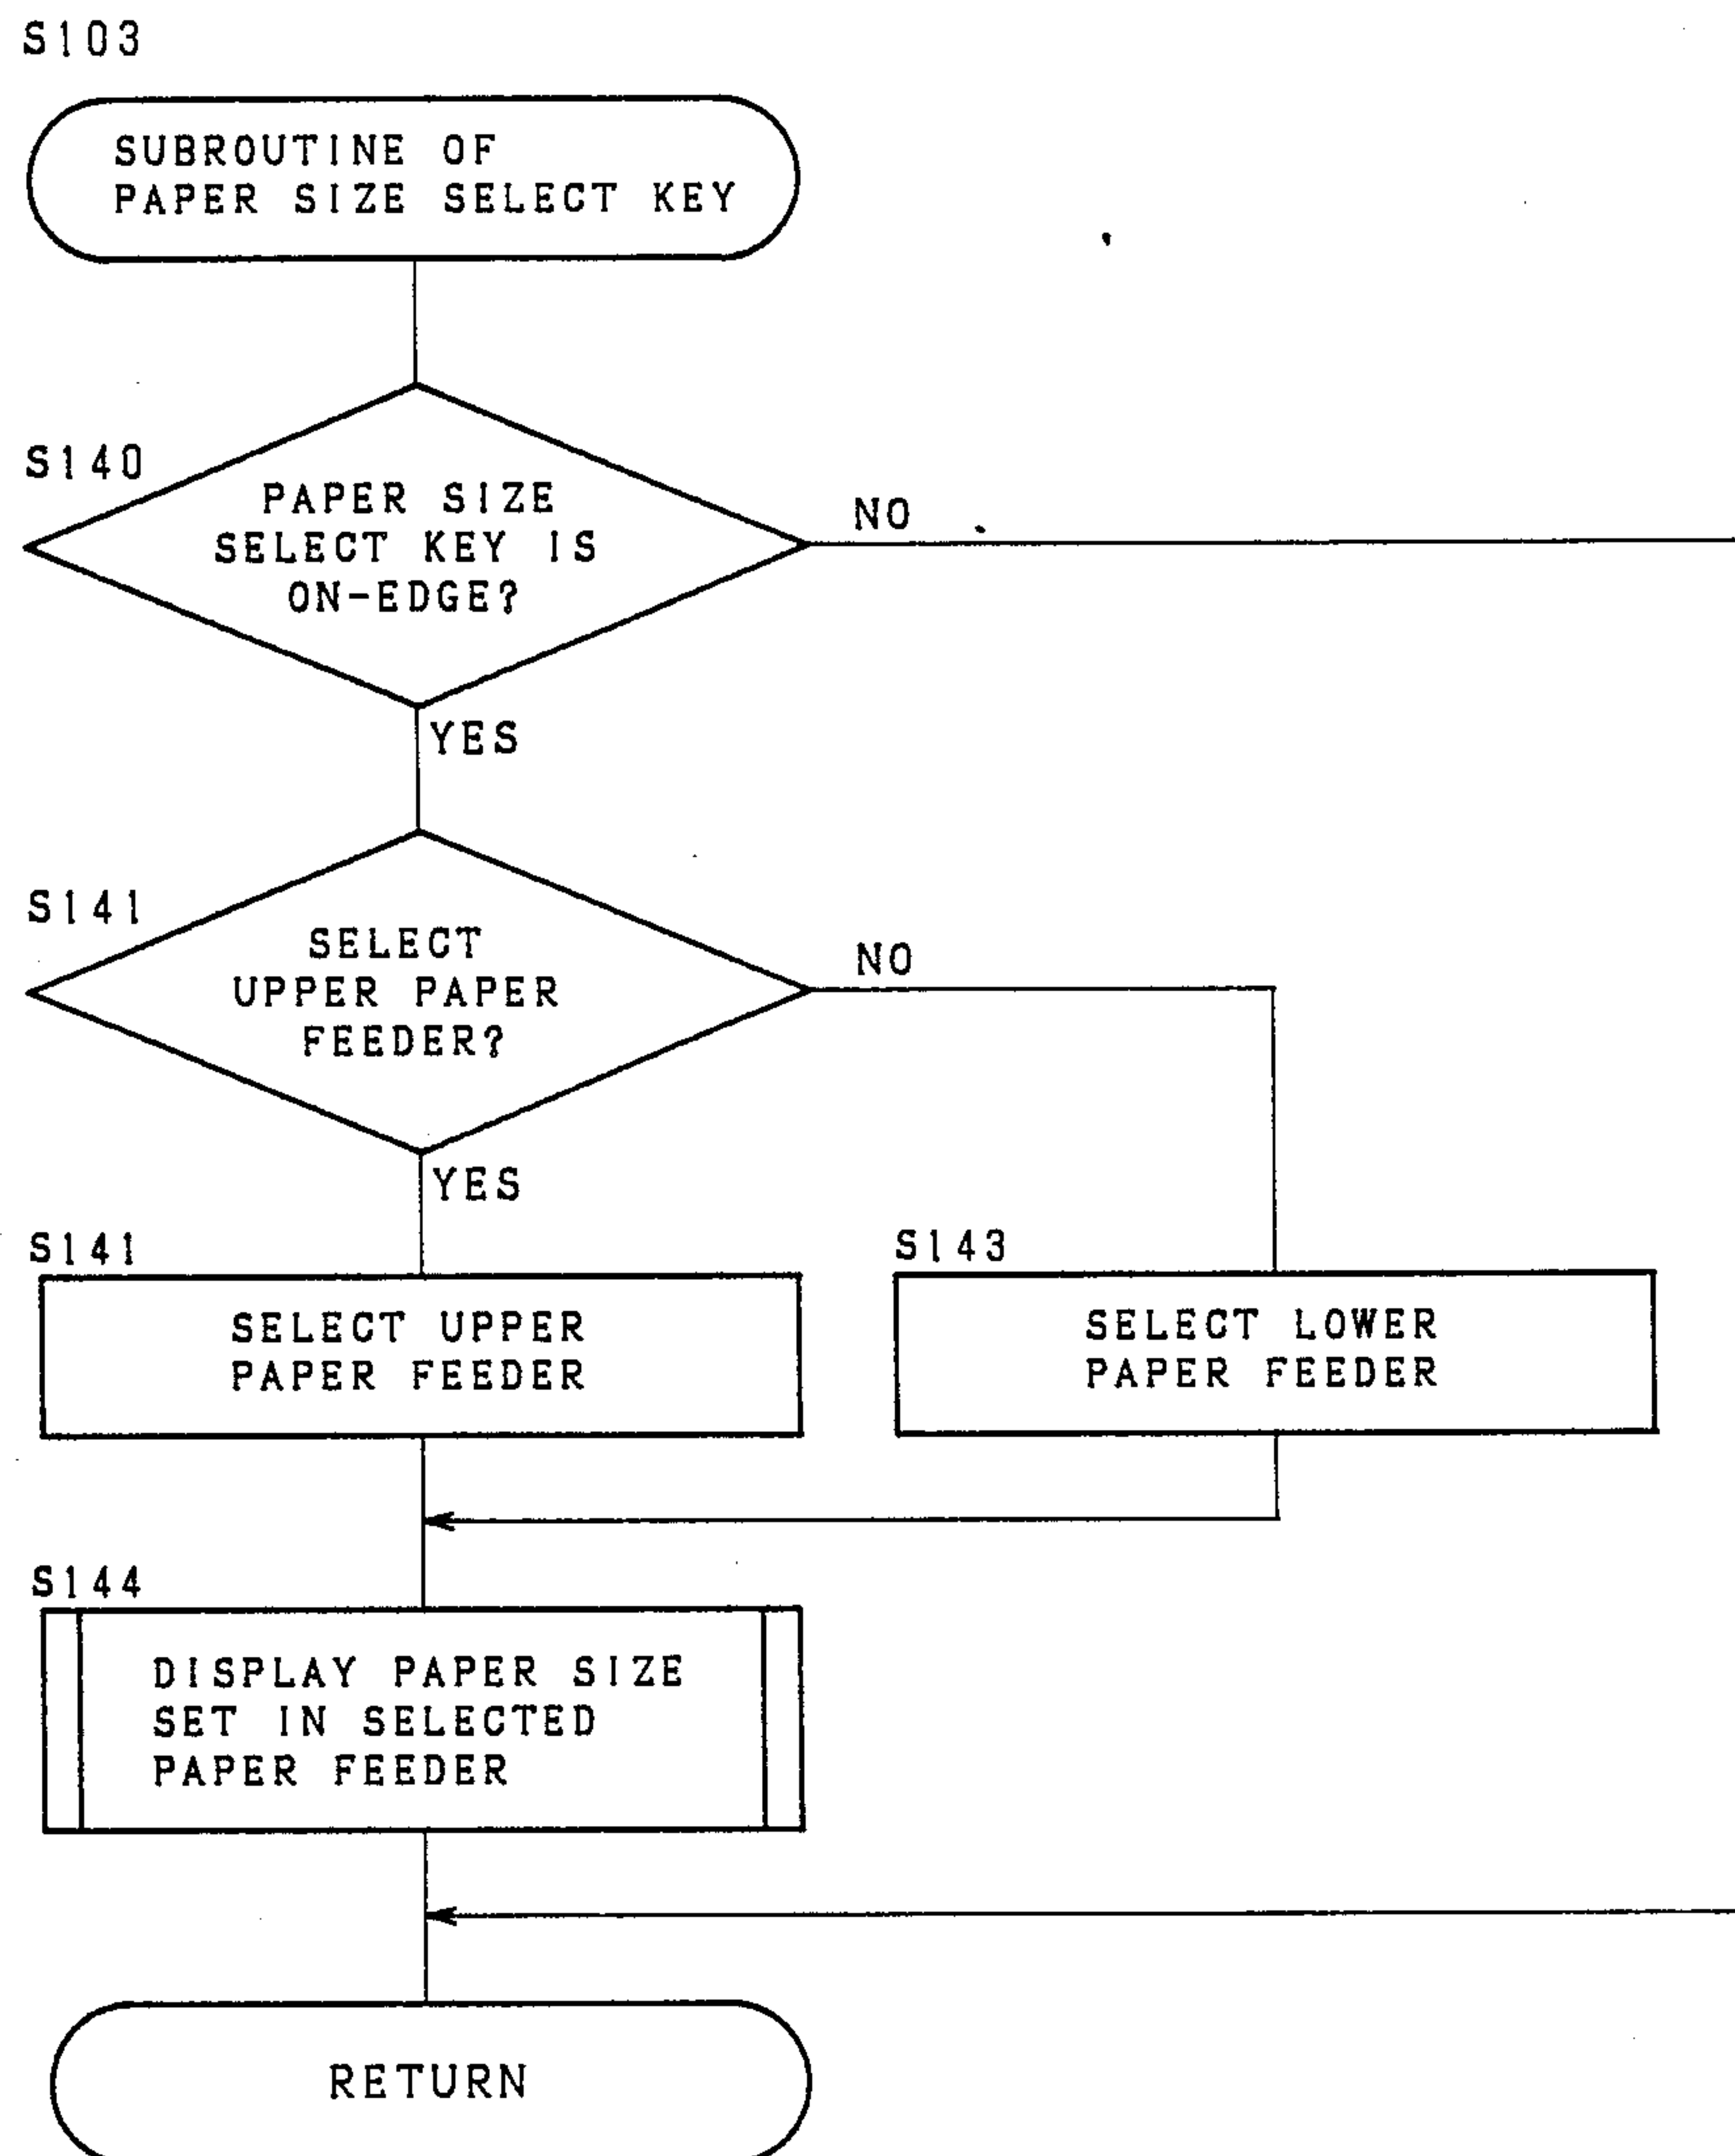 S103
SUBROUTINE OF
PAPER SIZE SELECT KEY
S140
PAPER SIZE
SELECT KEY IS
ON-EDGE?
NO
YES
S141
SELECT
UPPER PAPER
FEEDER?
NO
YES
S141
SELECT UPPER
PAPER FEEDER
S143
SELECT LOWER
PAPER FEEDER
S144
DISPLAY PAPER SIZE
SET IN SELECTED
PAPER FEEDER
RETURN